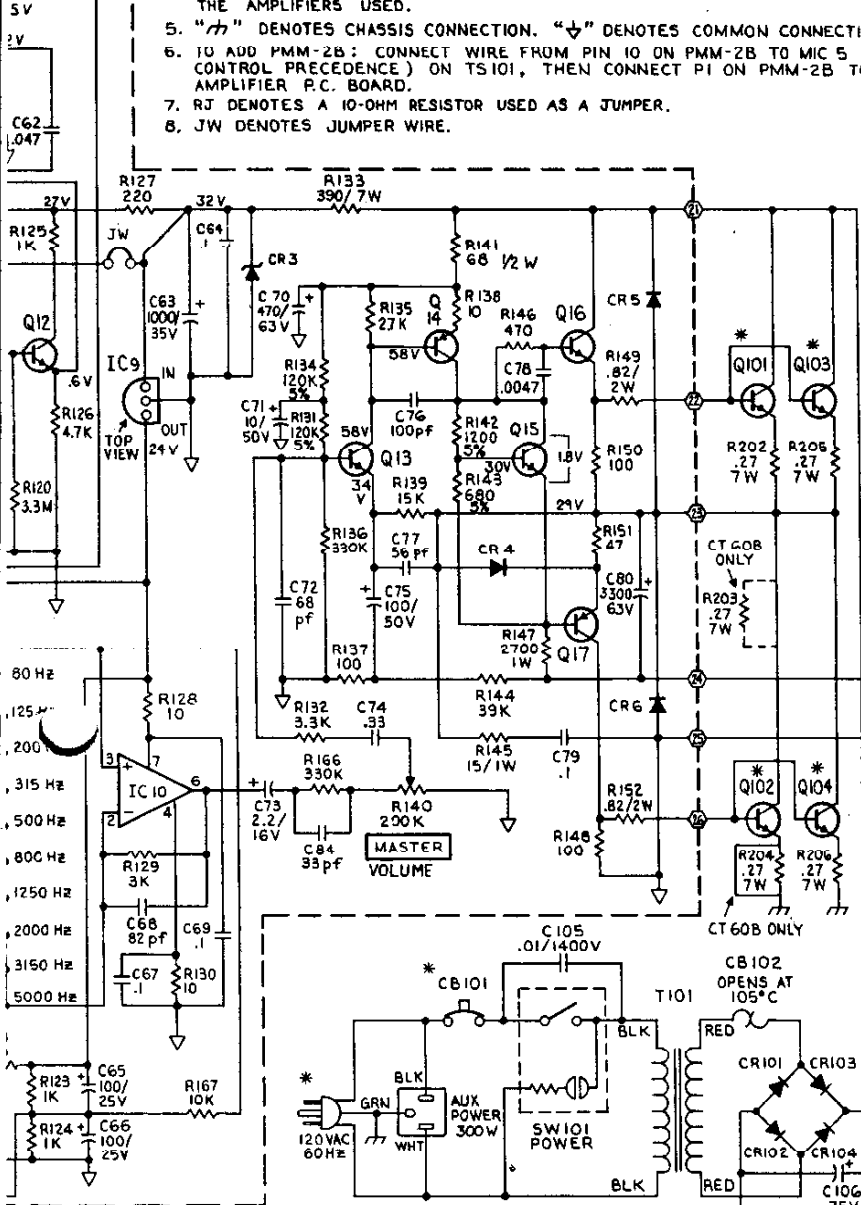 THE AMPLIFIERS USED.
5. " " DENOTES CHASSIS CONNECTION. " " DENOTES COMMON CONNECTI
6. TO ADD PMM-2B: CONNECT WIRE FROM PIN 10 ON PMM-2B TO MIC 5
CONTROL PRECEDENCE) ON TS101, THEN CONNECT P1 ON PMM-2B T
AMPLIFIER P.C. BOARD.
7. RJ DENOTES A 10-OHM RESISTOR USED AS A JUMPER.
8. JW DENOTES JUMPER WIRE.
5V
C62
.047
R127
220
27V
32V
R133
390/7W
21
R125
1K
JW
C64
.1
CR3
R141
68 1/2W
C63
1000/
35V
C70
470/
63V
R135
27K
Q
14
R138
10
R146
470
Q16
CR5
Q12
.6V
IC9
IN
OUT
TOP
VIEW
24V
R134
120K
5%
58V
C78
.0047
R149
.82/
2W
*
Q101
*
Q103
22
C71
10/
50V
R131
120K
5%
58V
C76
100pf
R142
1200
5%
Q15
1.8V
R126
4.7K
Q13
34
V
30V
R143
680
5%
R150
100
R202
.27
7W
R205
.27
7W
R120
3.3M
R139
15K
29V
23
R136
330K
C77
56pf
CR4
R151
47
CT60B
ONLY
C72
68
pf
C75
100/
50V
C80
3300
63V
R203
.27
7W
R147
2700
1W
Q17
R137
100
24
80 Hz
R128
10
R144
39K
,125 Hz
R132
3.3K
C74
.33
CR6
,200
R145
15/1W
C79
.1
25
3
+
7
IC10
6
4
-
2
R166
330K
,315 Hz
C73
2.2/
16V
R140
200K
R152
.82/2W
*
Q102
*
Q104
26
,500 Hz
C84
33pf
MASTER
VOLUME
R148
100
,800 Hz
R129
3K
R204
.27
7W
R206
.27
7W
,1250 Hz
C68
82pf
C69
.1
CT60B ONLY
,2000 Hz
,3150 Hz
C67
.1
R130
10
C105
.01/1400V
*
CB101
CB102
OPENS AT
105°C
5000 Hz
T101
BLK
RED
C65
100/
25V
R123
1K
R167
10K
CR101
CR103
*
BLK
GRN
AUX
POWER
300W
WHT
R124
1K
C66
100/
25V
120VAC
60Hz
SW101
POWER
CR102
CR104
BLK
RED
C106
75V